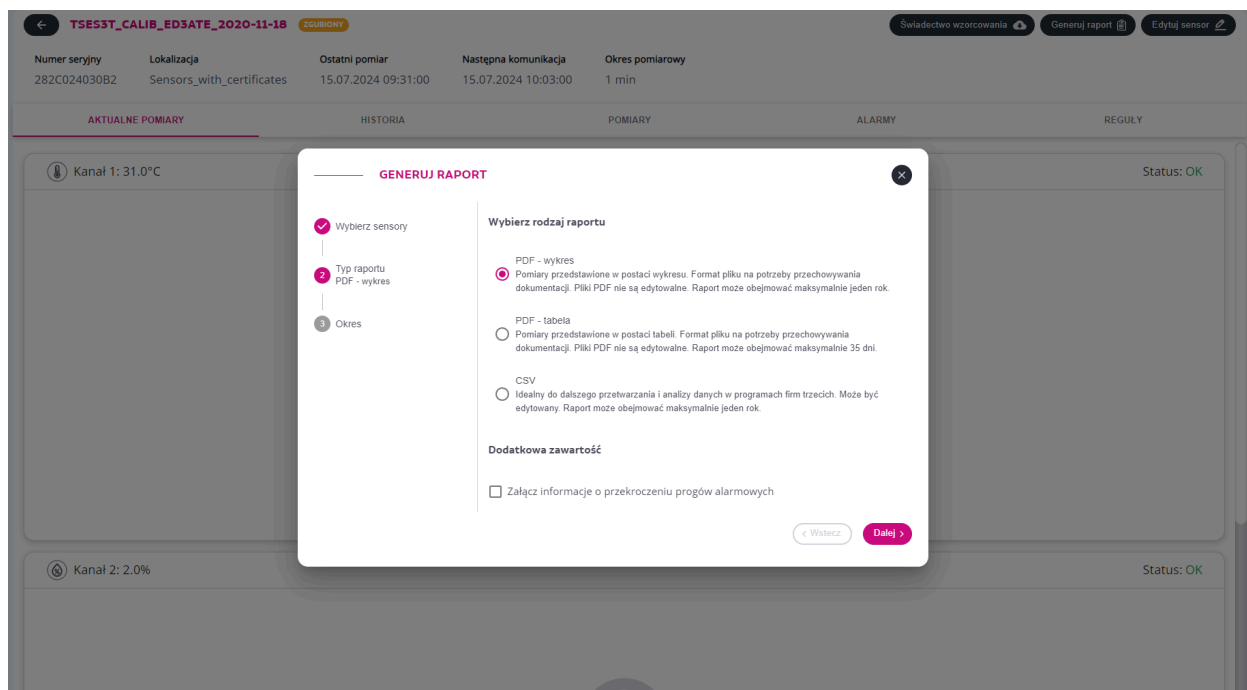 TSES3T_CALIB_ED3ATE_2020-11-18 ZGUBIONY
Świadectwo wzorcowania Generuj raport Edytuj sensor
Numer seryjny Lokalizacja Ostatni pomiar Następna komunikacja Okres pomiarowy
282C024030B2 Sensors_with_certificates 15.07.2024 09:31:00 15.07.2024 10:03:00 1 min
AKTUALNE POMIARY HISTORIA POMIARY ALARMY REGUŁY
Kanał 1: 31.0°C Status: OK
GENERUJ RAPORT
Wybierz sensory
2 Typ raportu
PDF - wykres
3 Okres
Wybierz rodzaj raportu
PDF - wykres
Pomiary przedstawione w postaci wykresu. Format pliku na potrzeby przechowywania
dokumentacji. Pliki PDF nie są edytowalne. Raport może obejmować maksymalnie jeden rok.
PDF - tabela
Pomiary przedstawione w postaci tabeli. Format pliku na potrzeby przechowywania
dokumentacji. Pliki PDF nie są edytowalne. Raport może obejmować maksymalnie 35 dni.
CSV
Idealny do dalszego przetwarzania i analizy danych w programach firm trzecich. Może być
edytowany. Raport może obejmować maksymalnie jeden rok.
Dodatkowa zawartość
Załącz informacje o przekroczeniu progów alarmowych
Wstecz Dalej
Kanał 2: 2.0% Status: OK